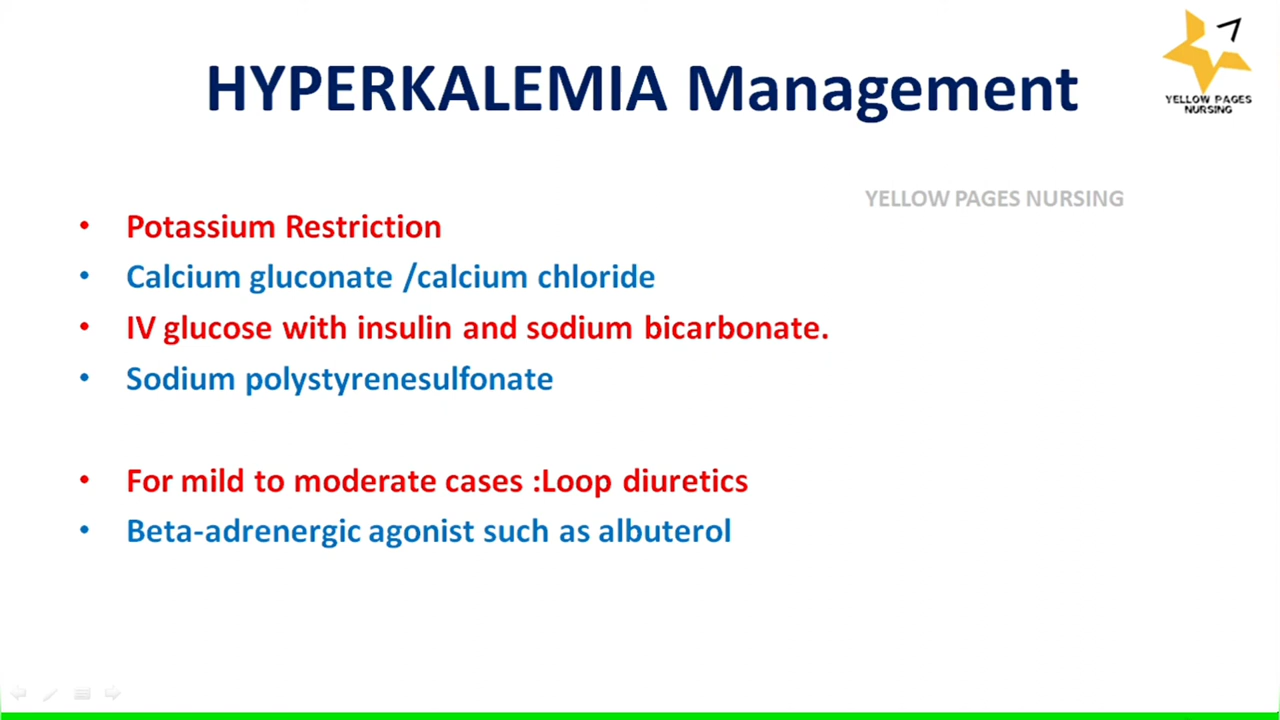 HYPERKALEMIA Management
YELLOW PAGES
NURSING
YELLOW PAGES NURSING
• Potassium Restriction
• Calcium gluconate /calcium chloride
• IV glucose with insulin and sodium bicarbonate.
• Sodium polystyrenesulfonate
• For mild to moderate cases :Loop diuretics
• Beta-adrenergic agonist such as albuterol